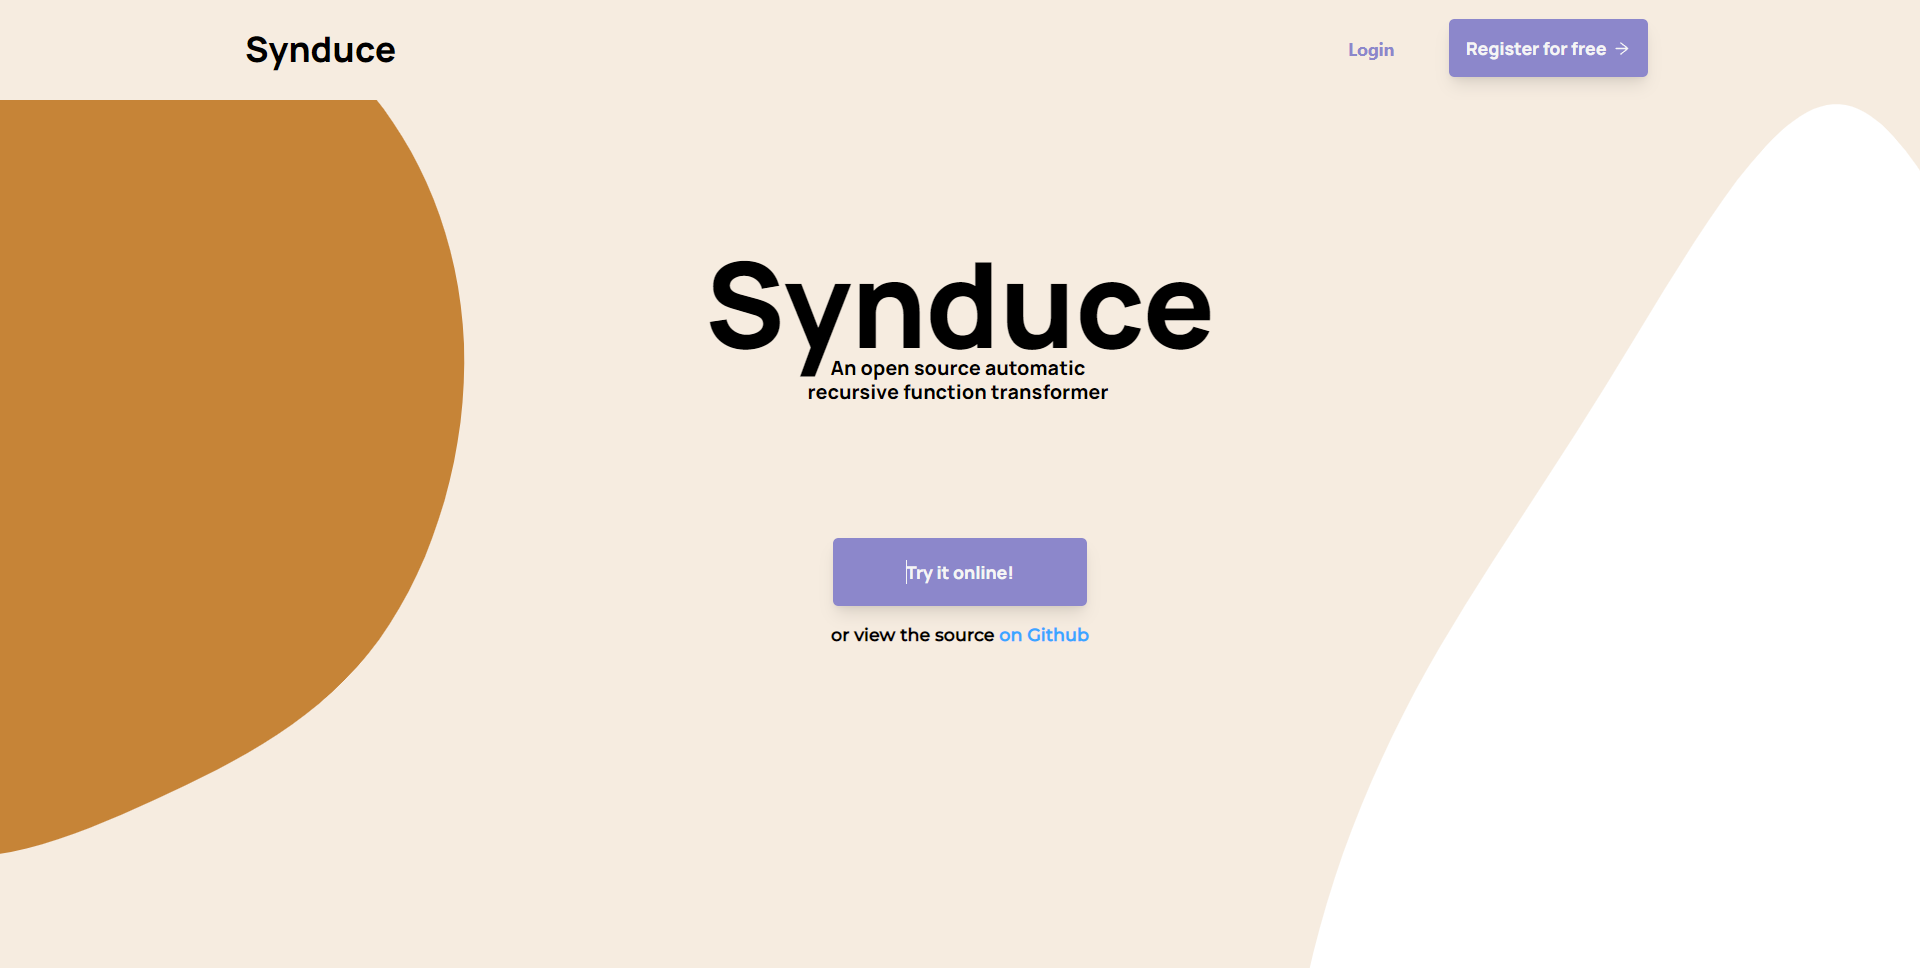 Synduce
Login
Register for free →
Synduce
An open source automatic
recursive function transformer
Try it online!
or view the source on Github